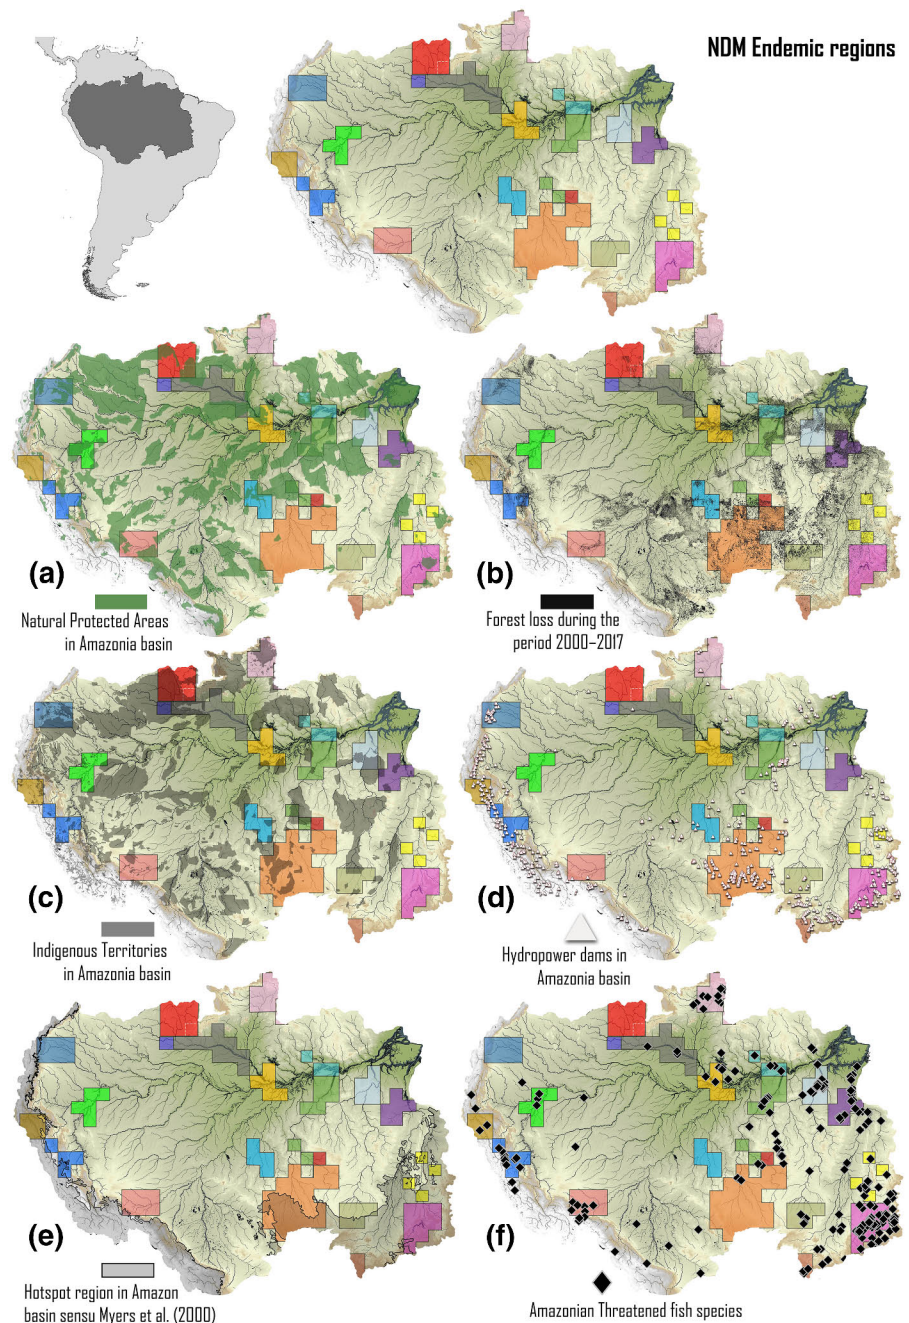 NDM Endemic regions
(a)
Natural Protected Areas
in Amazonia basin
(b)
Forest loss during the
period 2000–2017
(c)
Indigenous Territories
in Amazonia basin
(d)
Hydropower dams in
Amazonia basin
(e)
Hotspot region in Amazon
basin sensu Myers et al. (2000)
(f)
Amazonian Threatened fish species